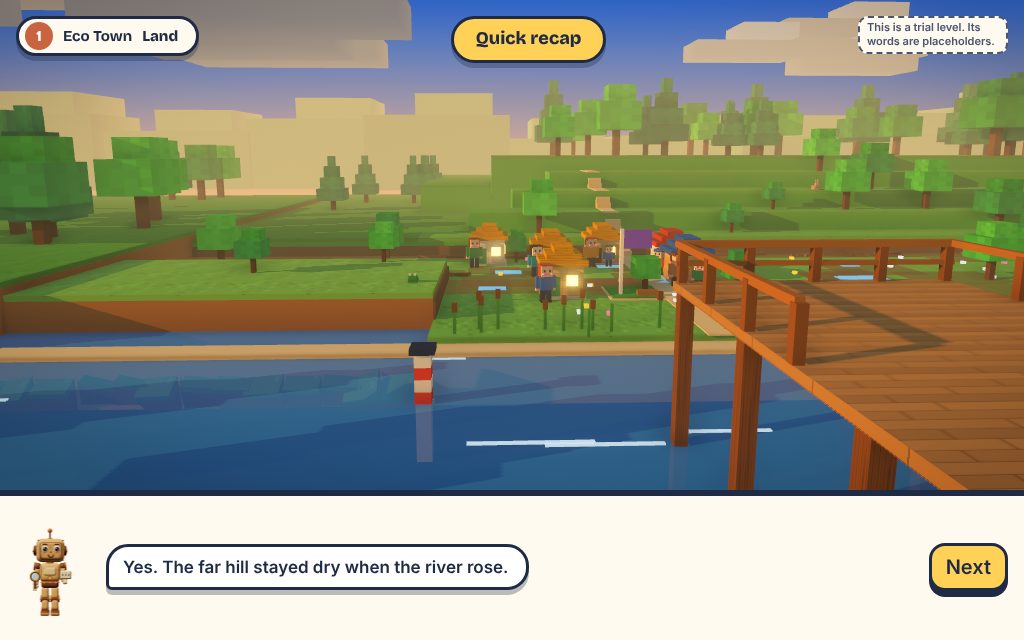 1 Eco Town Land
Quick recap
This is a trial level. Its
words are placeholders.
Yes. The far hill stayed dry when the river rose.
Next